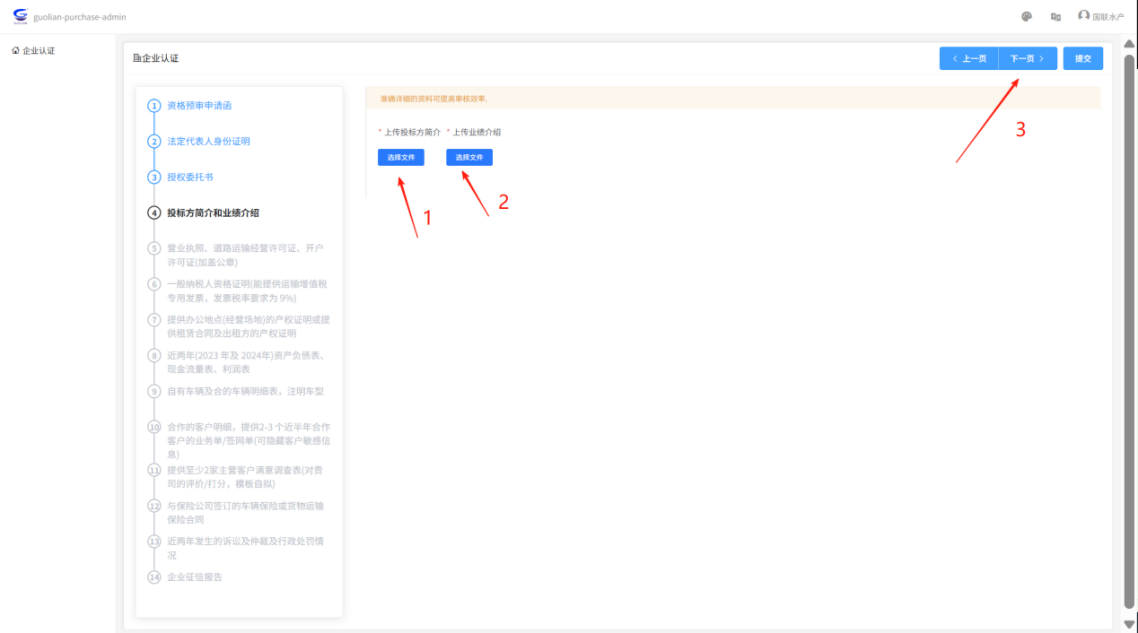 guolian-purchase-admin
国联水产
企业认证
企业认证
上一页
下一页
提交
1 资格预审申请函
2 法定代表人身份证明
3 授权委托书
4 投标方简介和业绩介绍
5 营业执照、道路运输经营许可证、开户
许可证(加盖公章)
6 一般纳税人资格证明(能提供运输增值税
专用发票，发票税率要求为 9%)
7 提供办公地点(经营场地)的产权证明或提
供租赁合同及出租方的产权证明
8 近两年(2023 年及 2024年)资产负债表、
现金流量表、利润表
9 自有车辆及合的车辆明细表，注明车型
10 合作的客户明细，提供2-3 个近半年合作
客户的业务单/签网单(可隐藏客户敏感信
息)
11 提供至少2家主营客户满意调查表(对贵
司的评价/打分，模板自拟)
12 与保险公司签订的车辆保险或货物运输
保险合同
13 近两年发生的诉讼及仲裁及行政处罚情
况
14 企业征信报告
准确详细的资料可提高审核效率.
* 上传投标方简介 * 上传业绩介绍
选择文件 选择文件
1
2
3